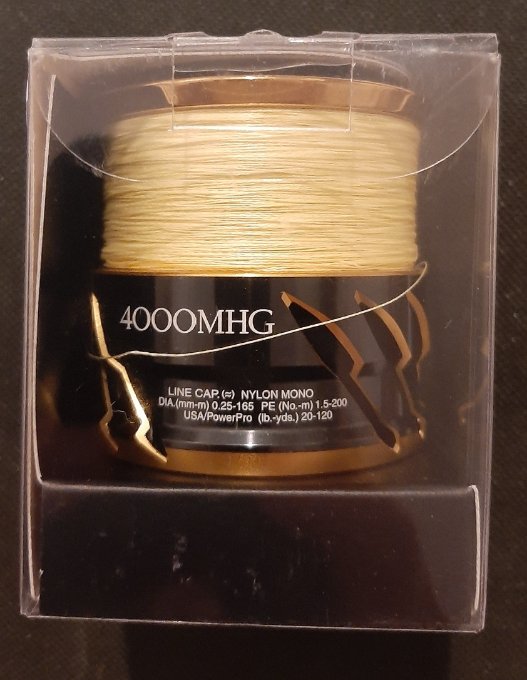 4000MHG
LINE CAP.(≈) NYLON MONO
DIA.(mm-m) 0.25-165 PE (No.-m) 1.5-200
USA/PowerPro (lb.-yds.) 20-120